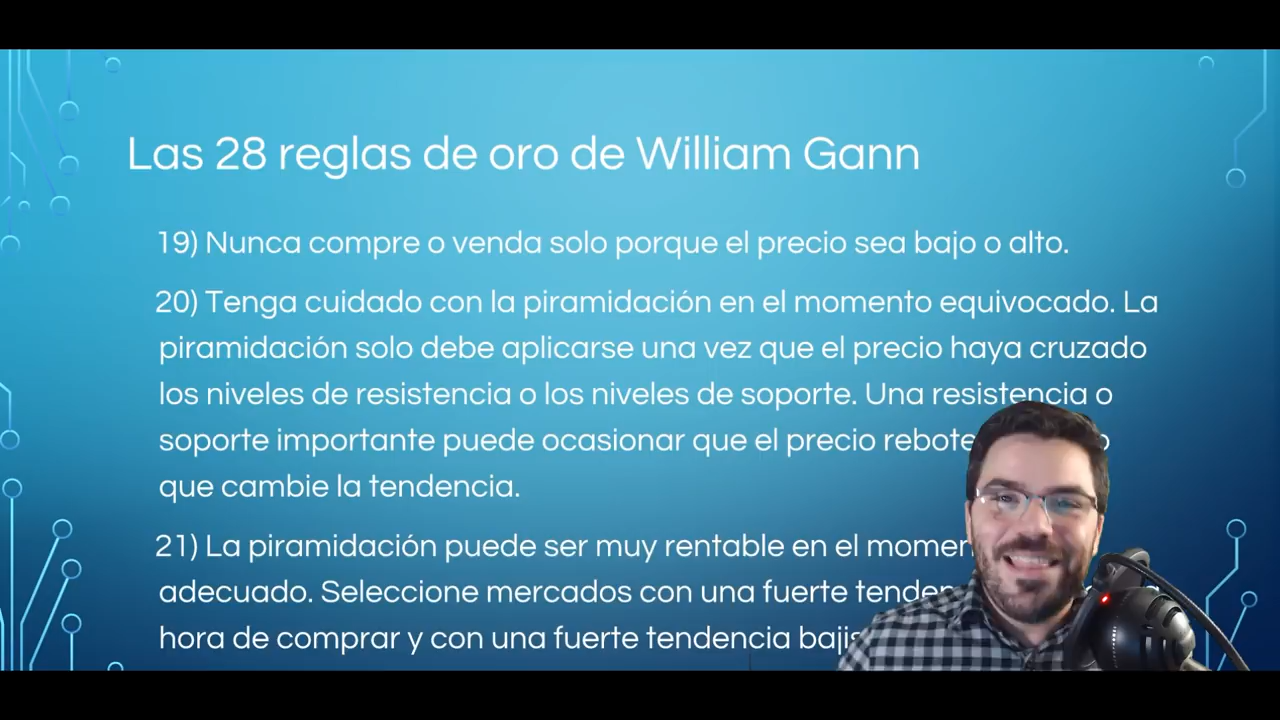 Las 28 reglas de oro de William Gann
19) Nunca compre o venda solo porque el precio sea bajo o alto.
20) Tenga cuidado con la piramidación en el momento equivocado. La
piramidación solo debe aplicarse una vez que el precio haya cruzado
los niveles de resistencia o los niveles de soporte. Una resistencia o
soporte importante puede ocasionar que el precio rebote
que cambie la tendencia.
21) La piramidación puede ser muy rentable en el
adecuado. Seleccione mercados con una fuerte
hora de comprar y con una fuerte tendencia